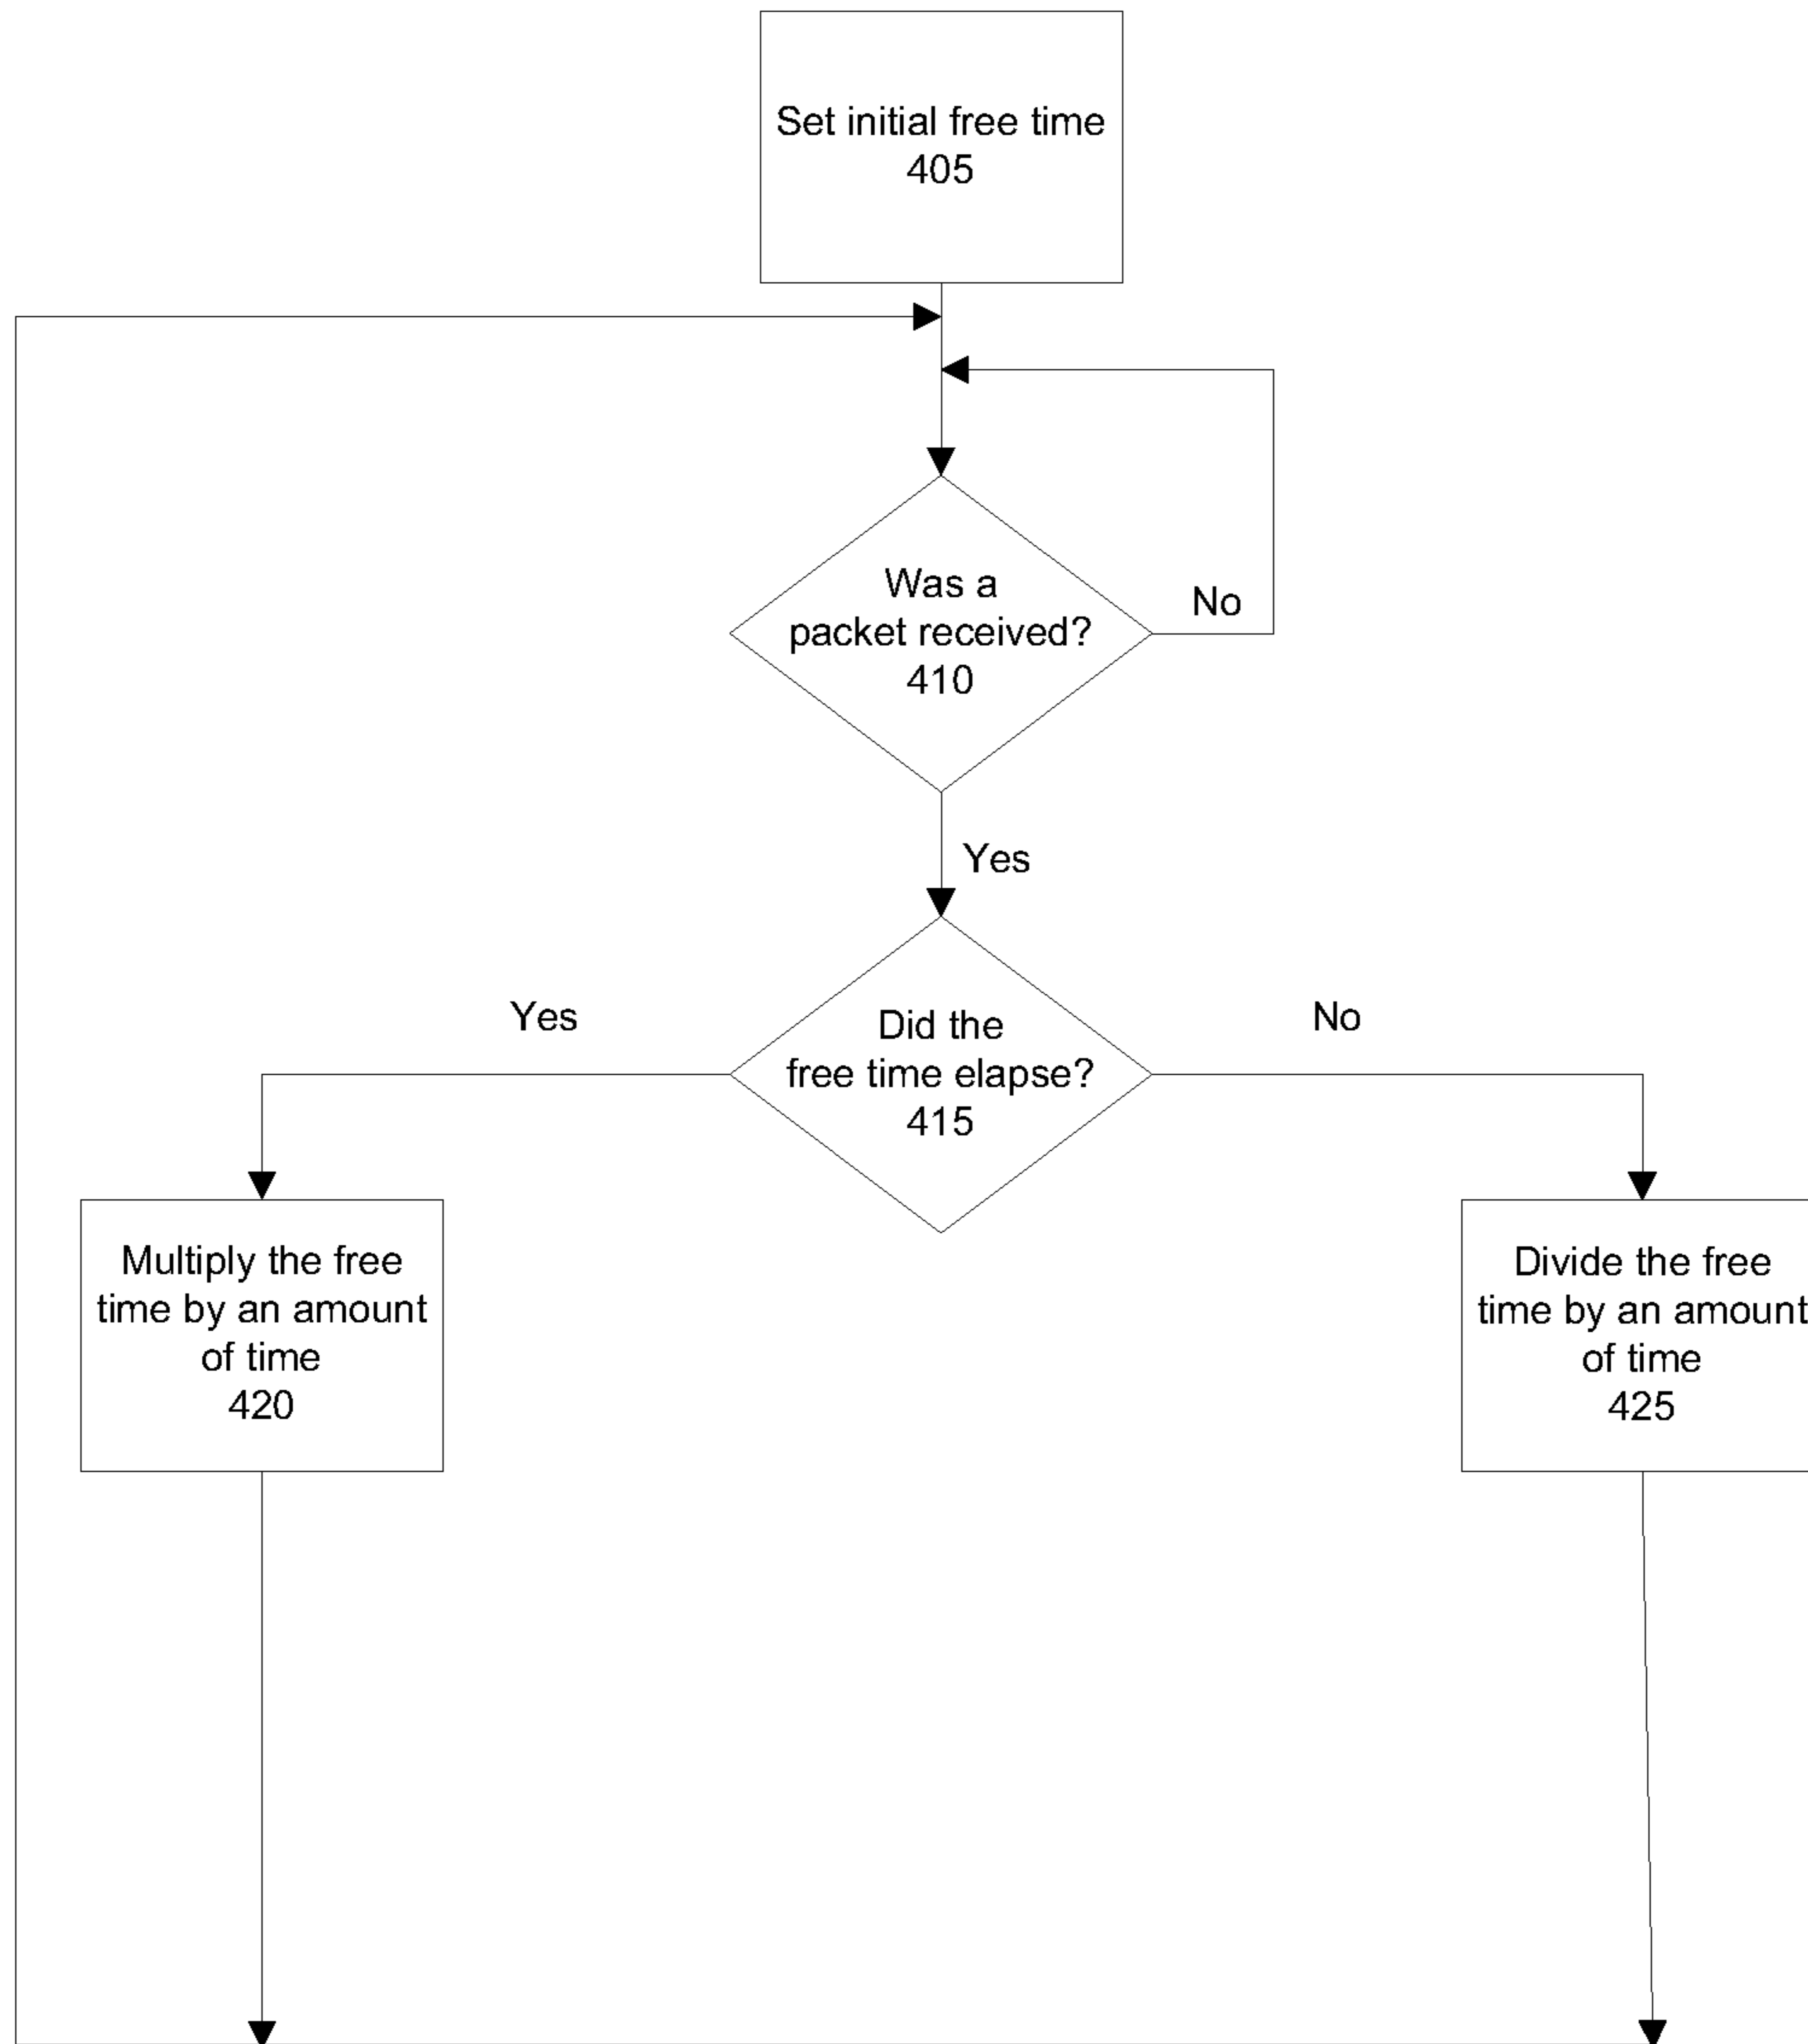 Set initial free time
405
Was a
packet received?
410
No
Yes
Did the
free time elapse?
415
Yes
No
Multiply the free
time by an amount
of time
420
Divide the free
time by an amount
of time
425